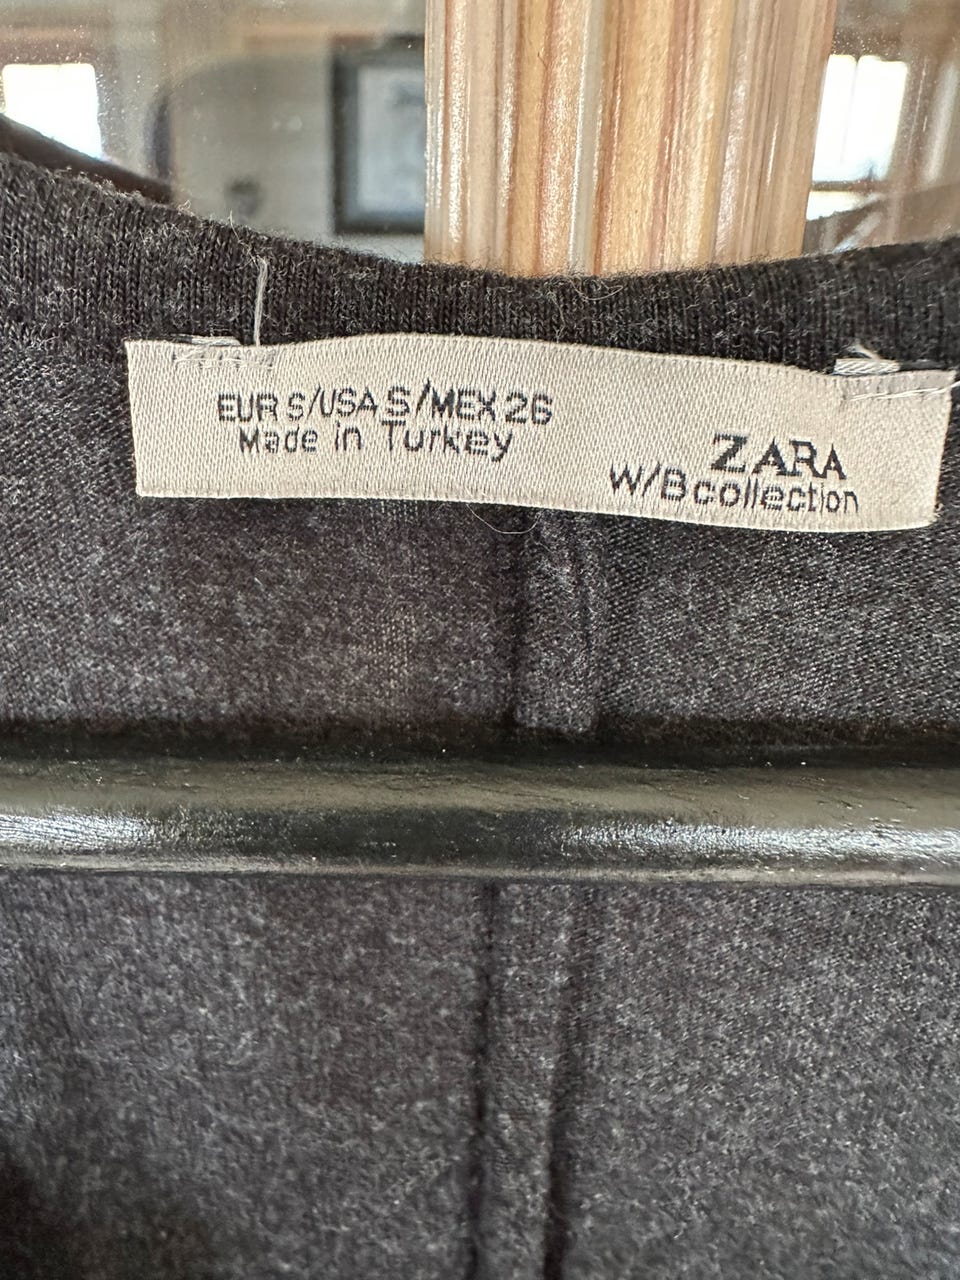 EUR S/USA S/MEX 26
Made in Turkey
ZARA
W/B collection